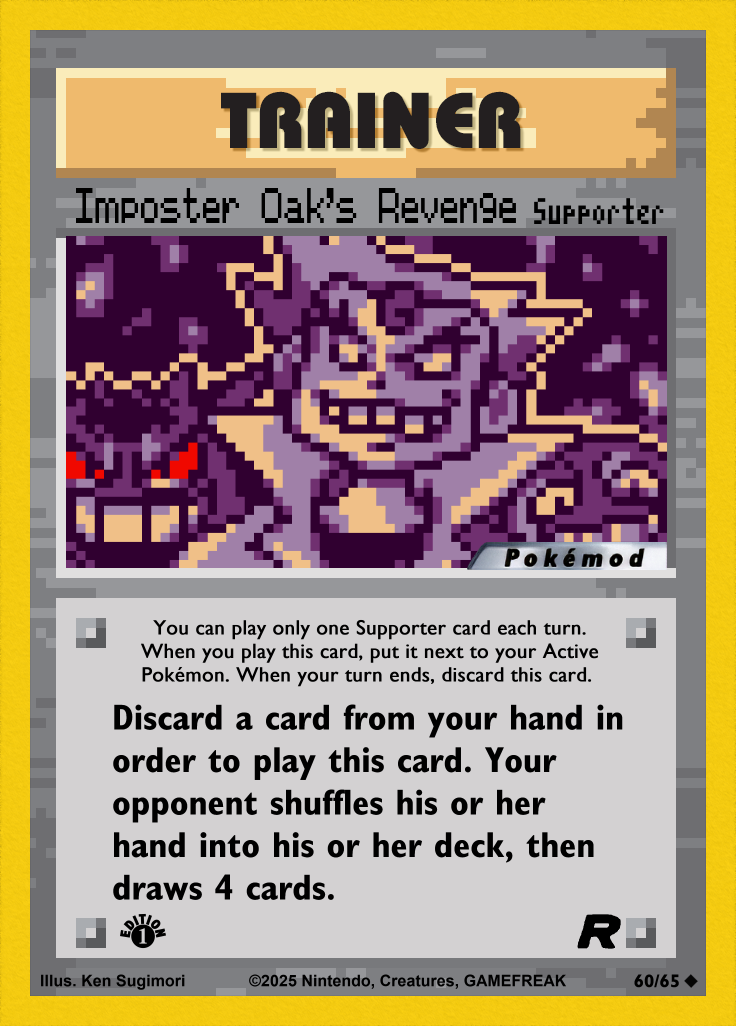 TRAINER
Imposter Oak's Revenge Supporter
Pokémod
You can play only one Supporter card each turn.
When you play this card, put it next to your Active
Pokémon. When your turn ends, discard this card.
Discard a card from your hand in
order to play this card. Your
opponent shuffles his or her
hand into his or her deck, then
draws 4 cards.
EDITION
1
R
Illus. Ken Sugimori ©2025 Nintendo, Creatures, GAMEFREAK 60/65 ◆